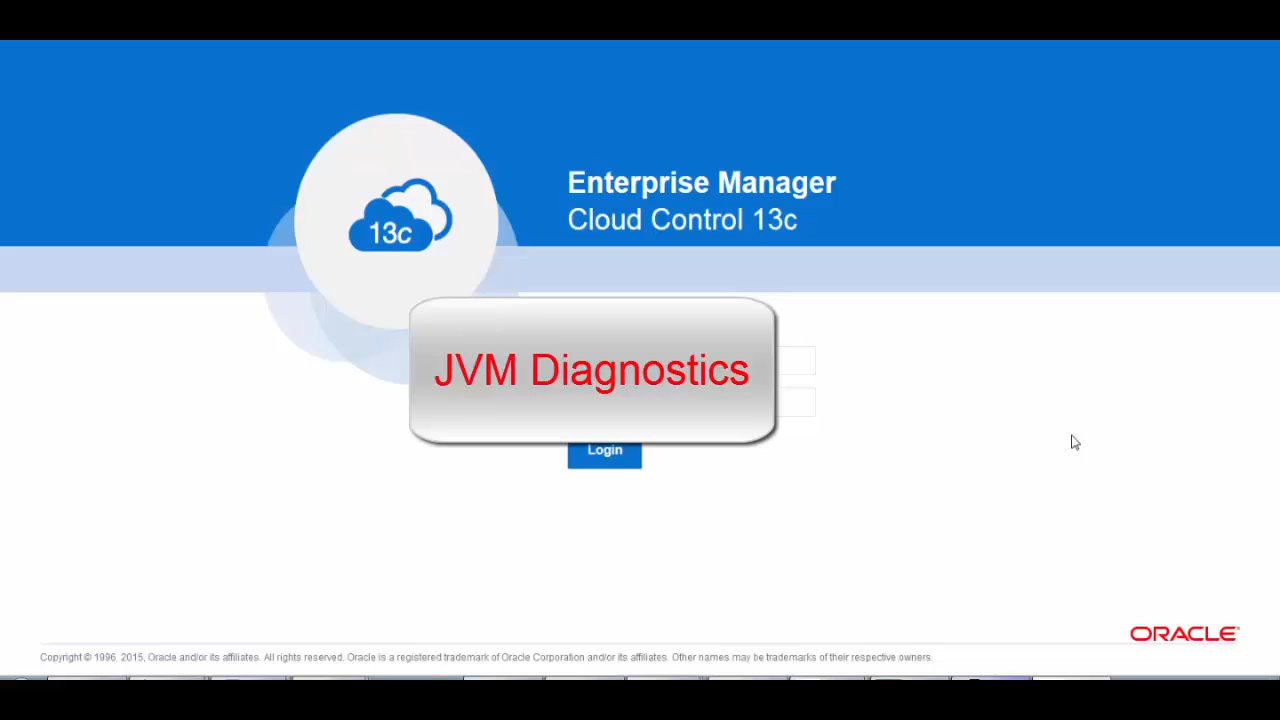 Enterprise Manager
Cloud Control 13c
13c
JVM Diagnostics
Login
ORACLE®
Copyright © 1996, 2015, Oracle and/or its affiliates. All rights reserved. Oracle is a registered trademark of Oracle Corporation and/or its affiliates. Other names may be trademarks of their respective owners.